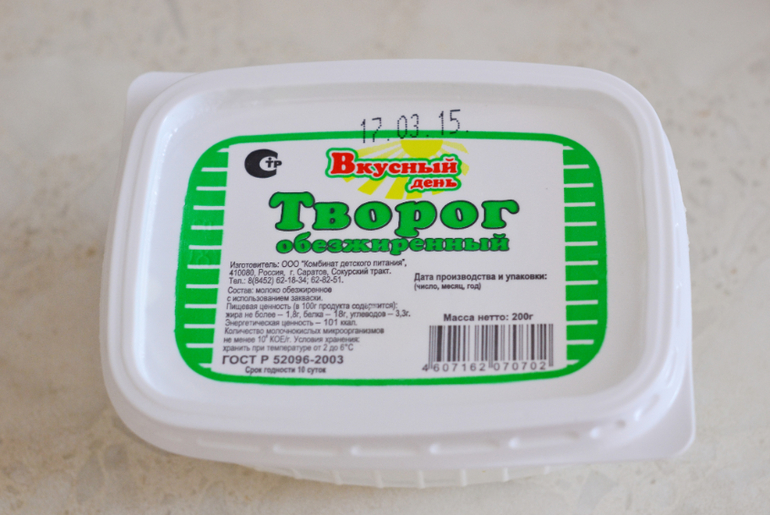 17.03.15.
Стр
Вкусный
день
Творог
обезжиренный
Изготовитель: ООО "Комбинат детского питания",
410080, Россия, г. Саратов, Сокурский тракт.
Тел.: 8(8452) 62-18-34, 62-82-51.
Состав: молоко обезжиренное
с использованием закваски.
Пищевая ценность (в 100г продукта содержится):
жира не более – 1,8г, белка – 18г, углеводов – 3,3г.
Энергетическая ценность – 101 ккал.
Количество молочнокислых микроорганизмов
не менее 10⁶ КОЕ/г. Условия хранения:
хранить при температуре от 2 до 6°С
ГОСТ Р 52096-2003
Срок годности 10 суток
Дата производства и упаковки:
(число, месяц, год)
Масса нетто: 200г
4607162070702